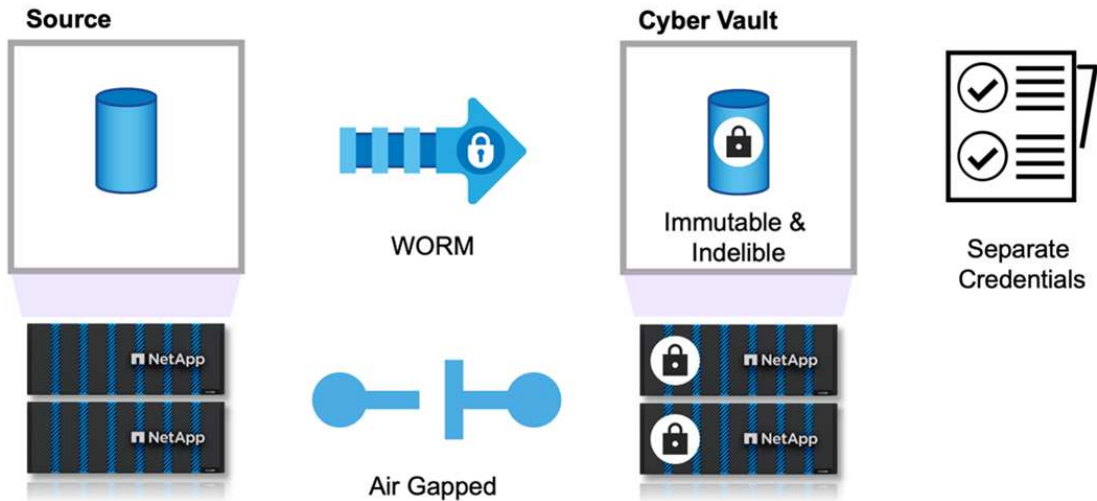 Source
Cyber Vault
WORM
Immutable &
Indelible
Separate
Credentials
NetApp
NetApp
NetApp
NetApp
Air Gapped